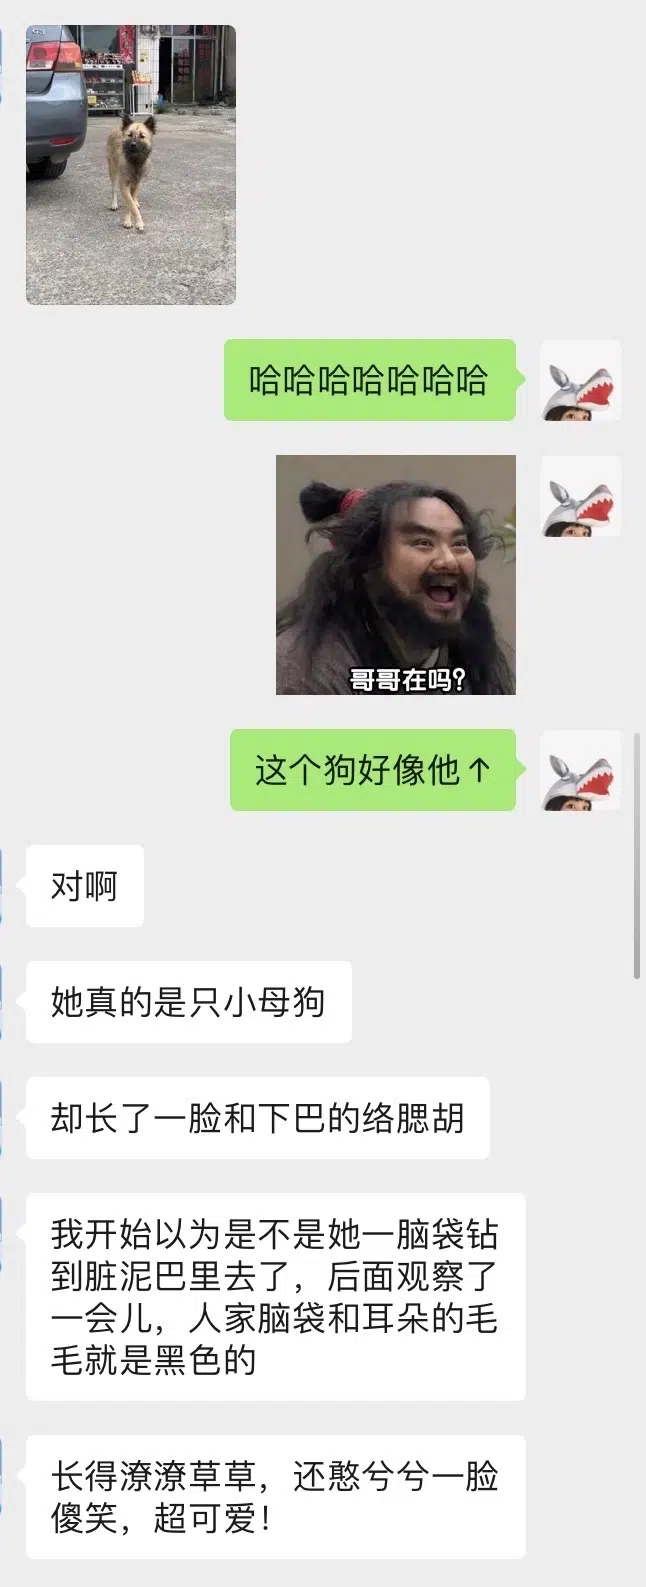 哈哈哈哈哈哈哈
哥哥在吗?
这个狗好像他↑
对啊
她真的是只小母狗
却长了一脸和下巴的络腮胡
我开始以为是不是她一脑袋钻
到脏泥巴里去了，后面观察了
一会儿，人家脑袋和耳朵的毛
毛就是黑色的
长得潦潦草草，还憨兮兮一脸
傻笑，超可爱！